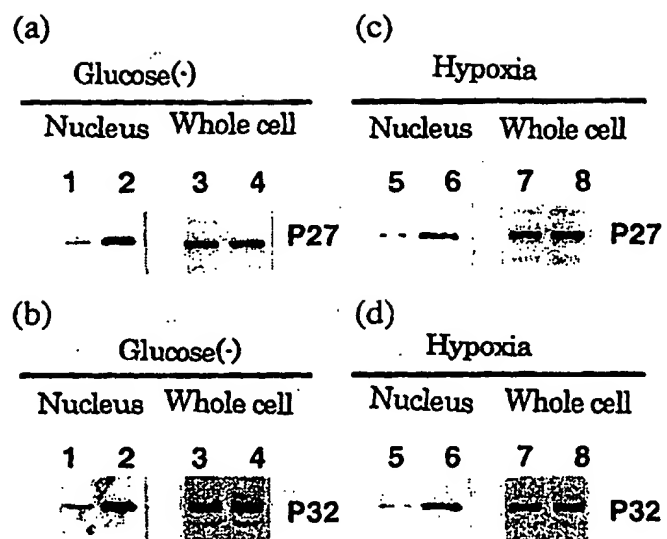 (a)
Glucose(-)
Nucleus Whole cell
1 2 3 4
P27
(c)
Hypoxia
Nucleus Whole cell
5 6 7 8
P27
(b)
Glucose(-)
Nucleus Whole cell
1 2 3 4
P32
(d)
Hypoxia
Nucleus Whole cell
5 6 7 8
P32